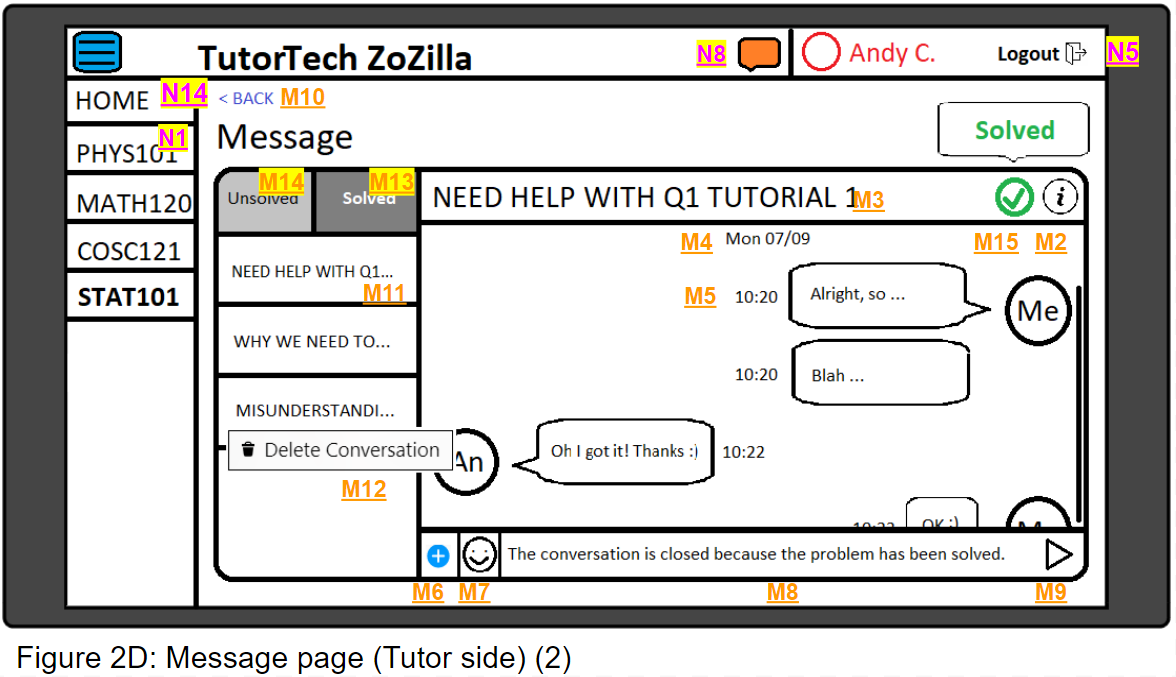 TutorTech ZoZilla N8 Andy C. Logout N5
HOME N14 < BACK M10
N1 Message Solved
PHYS101
MATH120
COSC121
STAT101
Unsolved M14 Solved M13
NEED HELP WITH Q1 TUTORIAL 1 M3
M4 Mon 07/09 M15 M2
NEED HELP WITH Q1...
M11
WHY WE NEED TO...
MISUNDERSTANDI...
Delete Conversation
M12
M5 10:20 Alright, so ... Me
10:20 Blah ...
An Oh I got it! Thanks :) 10:22
OK :)
The conversation is closed because the problem has been solved.
M6 M7 M8 M9
Figure 2D: Message page (Tutor side) (2)